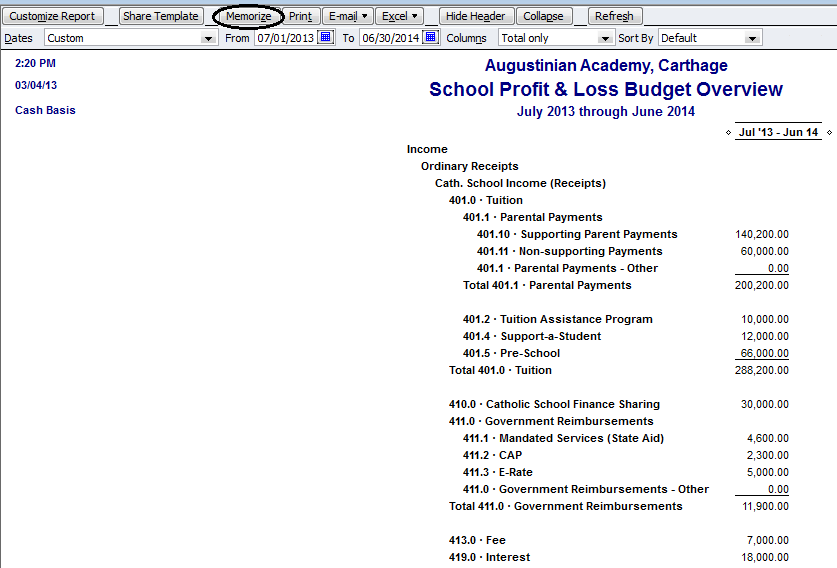 Customize Report Share Template Memorize Print E-mail Excel Hide Header Collapse Refresh
Dates Custom From 07/01/2013 To 06/30/2014 Columns Total only Sort By Default
2:20 PM
Augustinian Academy, Carthage
03/04/13
School Profit & Loss Budget Overview
Cash Basis
July 2013 through June 2014
Jul '13 - Jun 14
Income
Ordinary Receipts
Cath. School Income (Receipts)
401.0 · Tuition
401.1 · Parental Payments
401.10 · Supporting Parent Payments 140,200.00
401.11 · Non-supporting Payments 60,000.00
401.1 · Parental Payments - Other 0.00
Total 401.1 · Parental Payments 200,200.00
401.2 · Tuition Assistance Program 10,000.00
401.4 · Support-a-Student 12,000.00
401.5 · Pre-School 66,000.00
Total 401.0 · Tuition 288,200.00
410.0 · Catholic School Finance Sharing 30,000.00
411.0 · Government Reimbursements
411.1 · Mandated Services (State Aid) 4,600.00
411.2 · CAP 2,300.00
411.3 · E-Rate 5,000.00
411.0 · Government Reimbursements - Other 0.00
Total 411.0 · Government Reimbursements 11,900.00
413.0 · Fee 7,000.00
419.0 · Interest 18,000.00